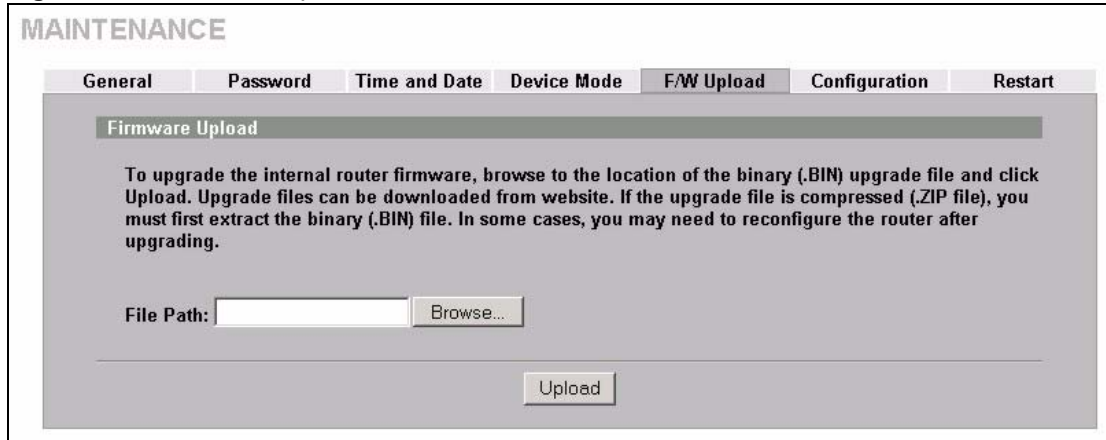 MAINTENANCE
General Password Time and Date Device Mode F/W Upload Configuration Restart
Firmware Upload
To upgrade the internal router firmware, browse to the location of the binary (.BIN) upgrade file and click
Upload. Upgrade files can be downloaded from website. If the upgrade file is compressed (.ZIP file), you
must first extract the binary (.BIN) file. In some cases, you may need to reconfigure the router after
upgrading.
File Path: Browse...
Upload